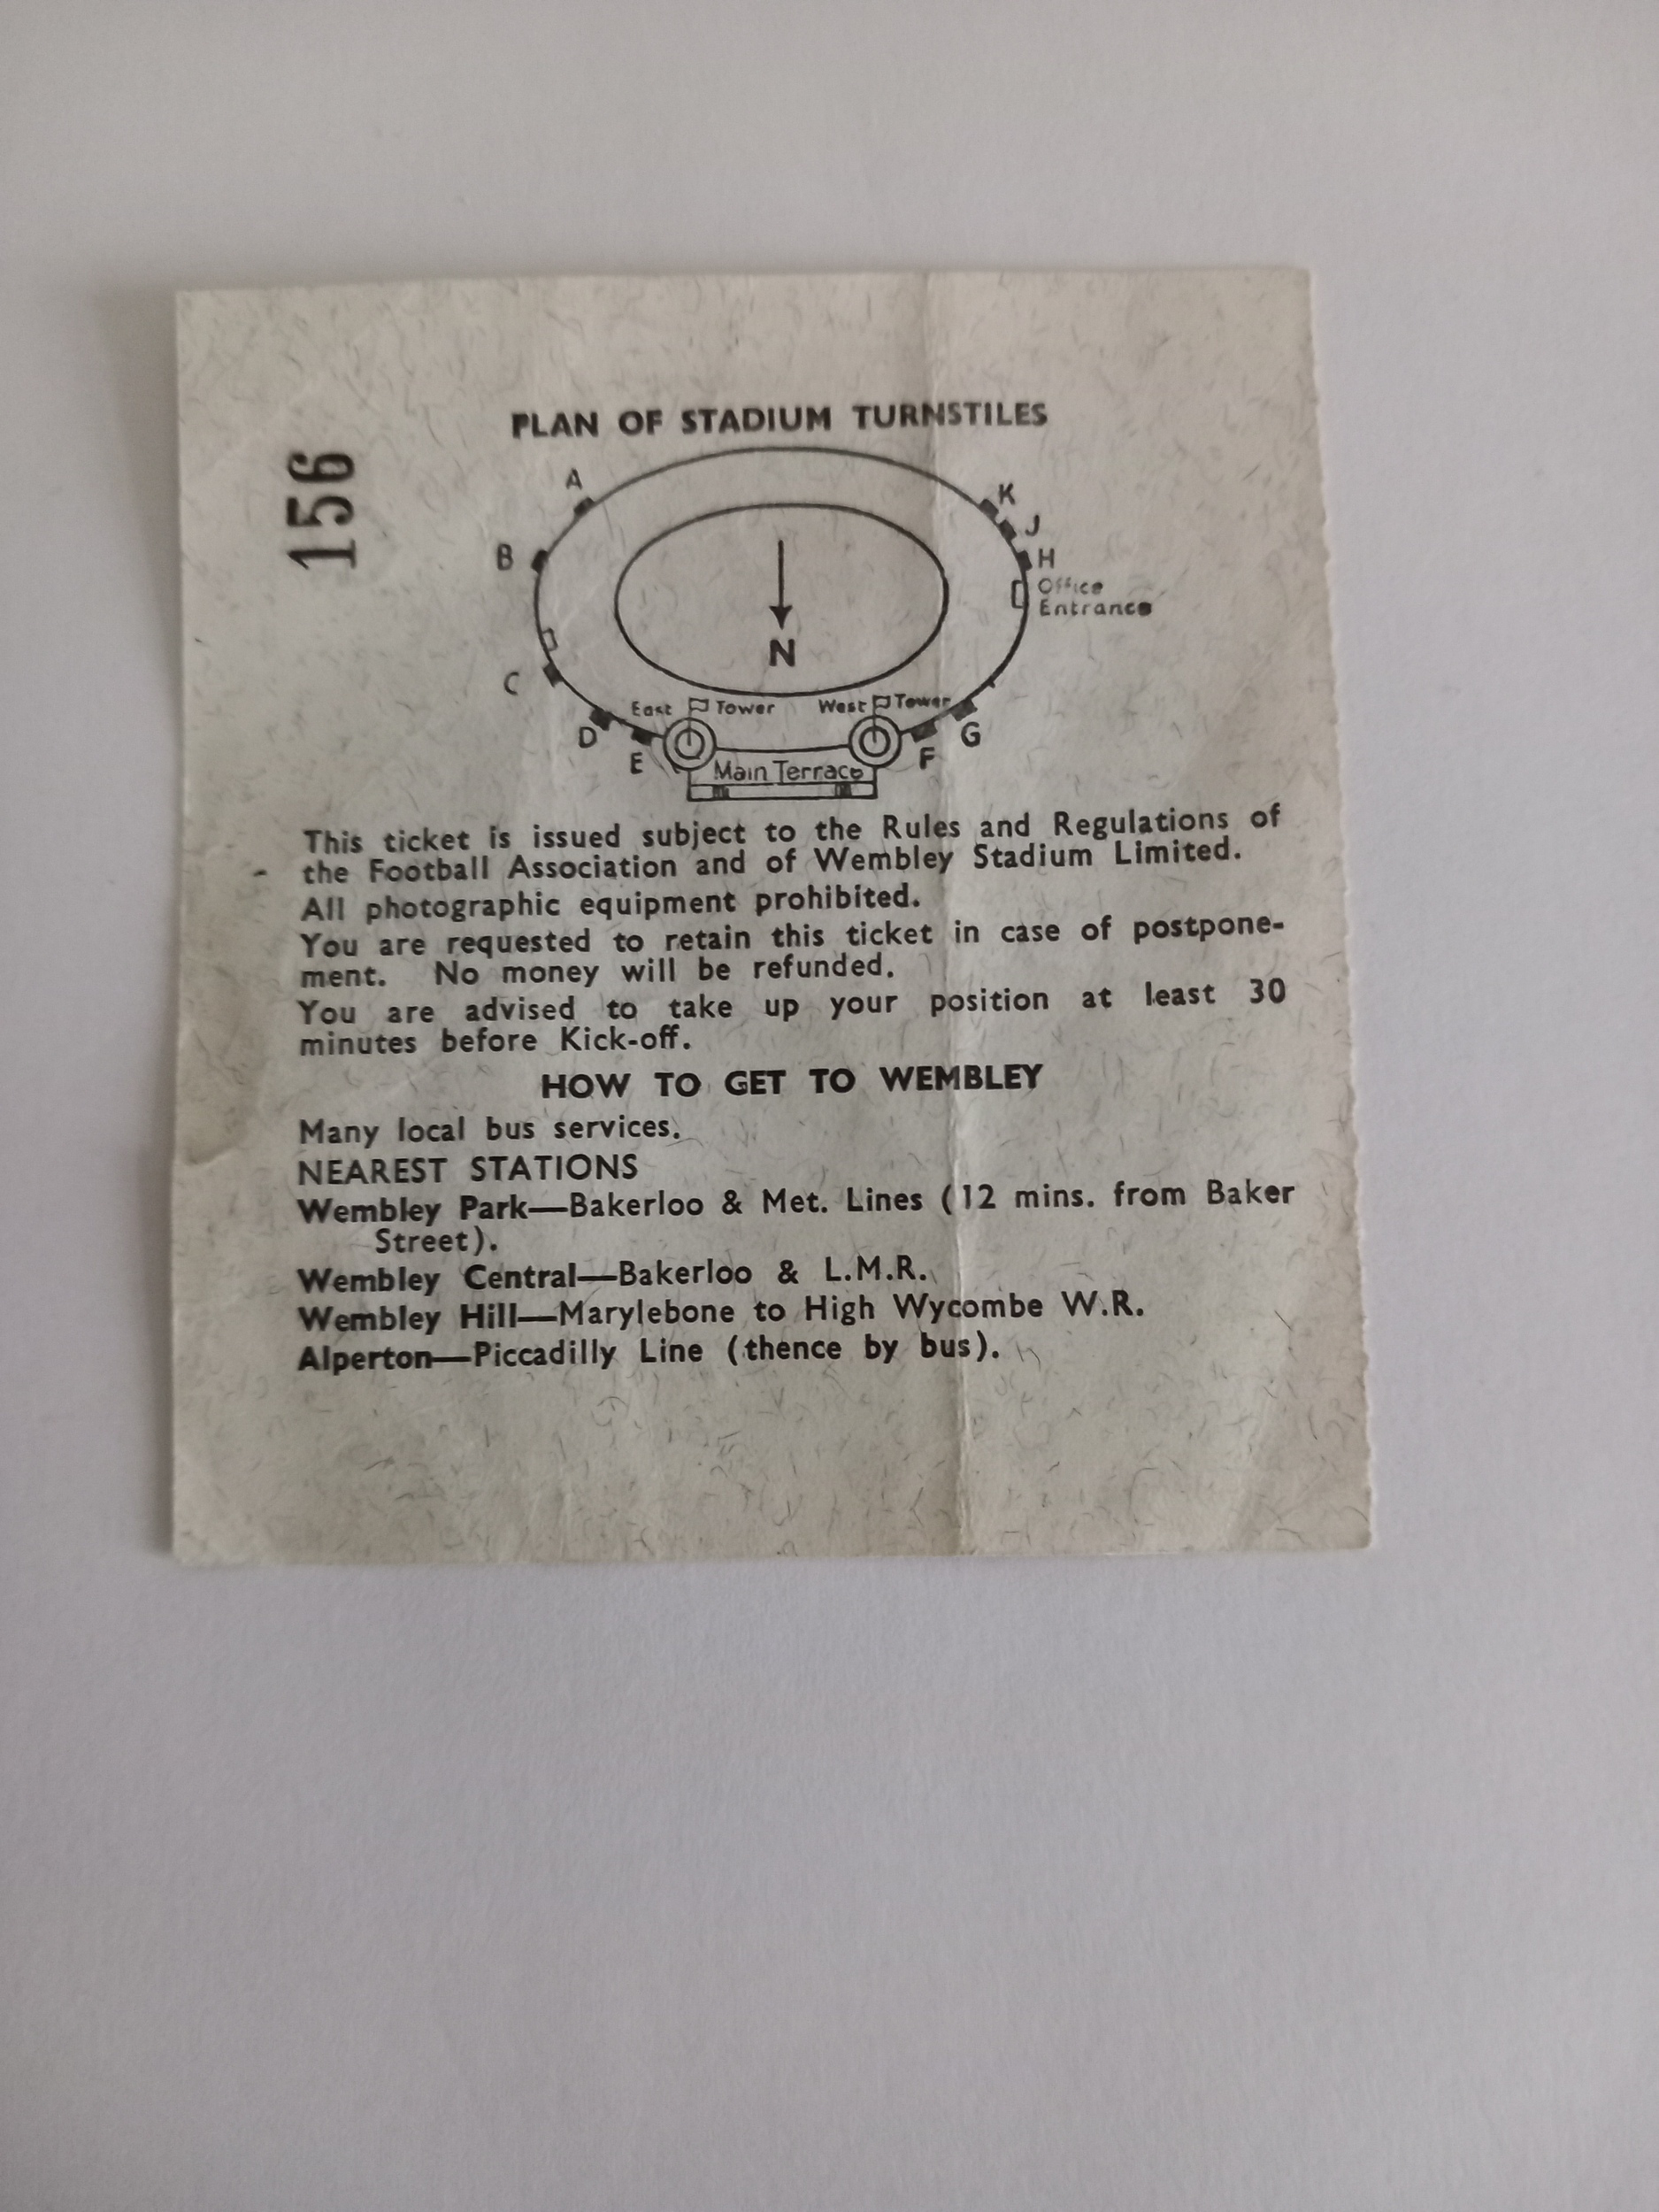 156
PLAN OF STADIUM TURNSTILES
A
K
J
B
H
Office
Entrance
N
C
East Tower West Tower
D
G
E
F
Main Terrace
This ticket is issued subject to the Rules and Regulations of
the Football Association and of Wembley Stadium Limited.
All photographic equipment prohibited.
You are requested to retain this ticket in case of postpone-
ment. No money will be refunded.
You are advised to take up your position at least 30
minutes before Kick-off.
HOW TO GET TO WEMBLEY
Many local bus services.
NEAREST STATIONS
Wembley Park—Bakerloo & Met. Lines (12 mins. from Baker
Street).
Wembley Central—Bakerloo & L.M.R.
Wembley Hill—Marylebone to High Wycombe W.R.
Alperton—Piccadilly Line (thence by bus).